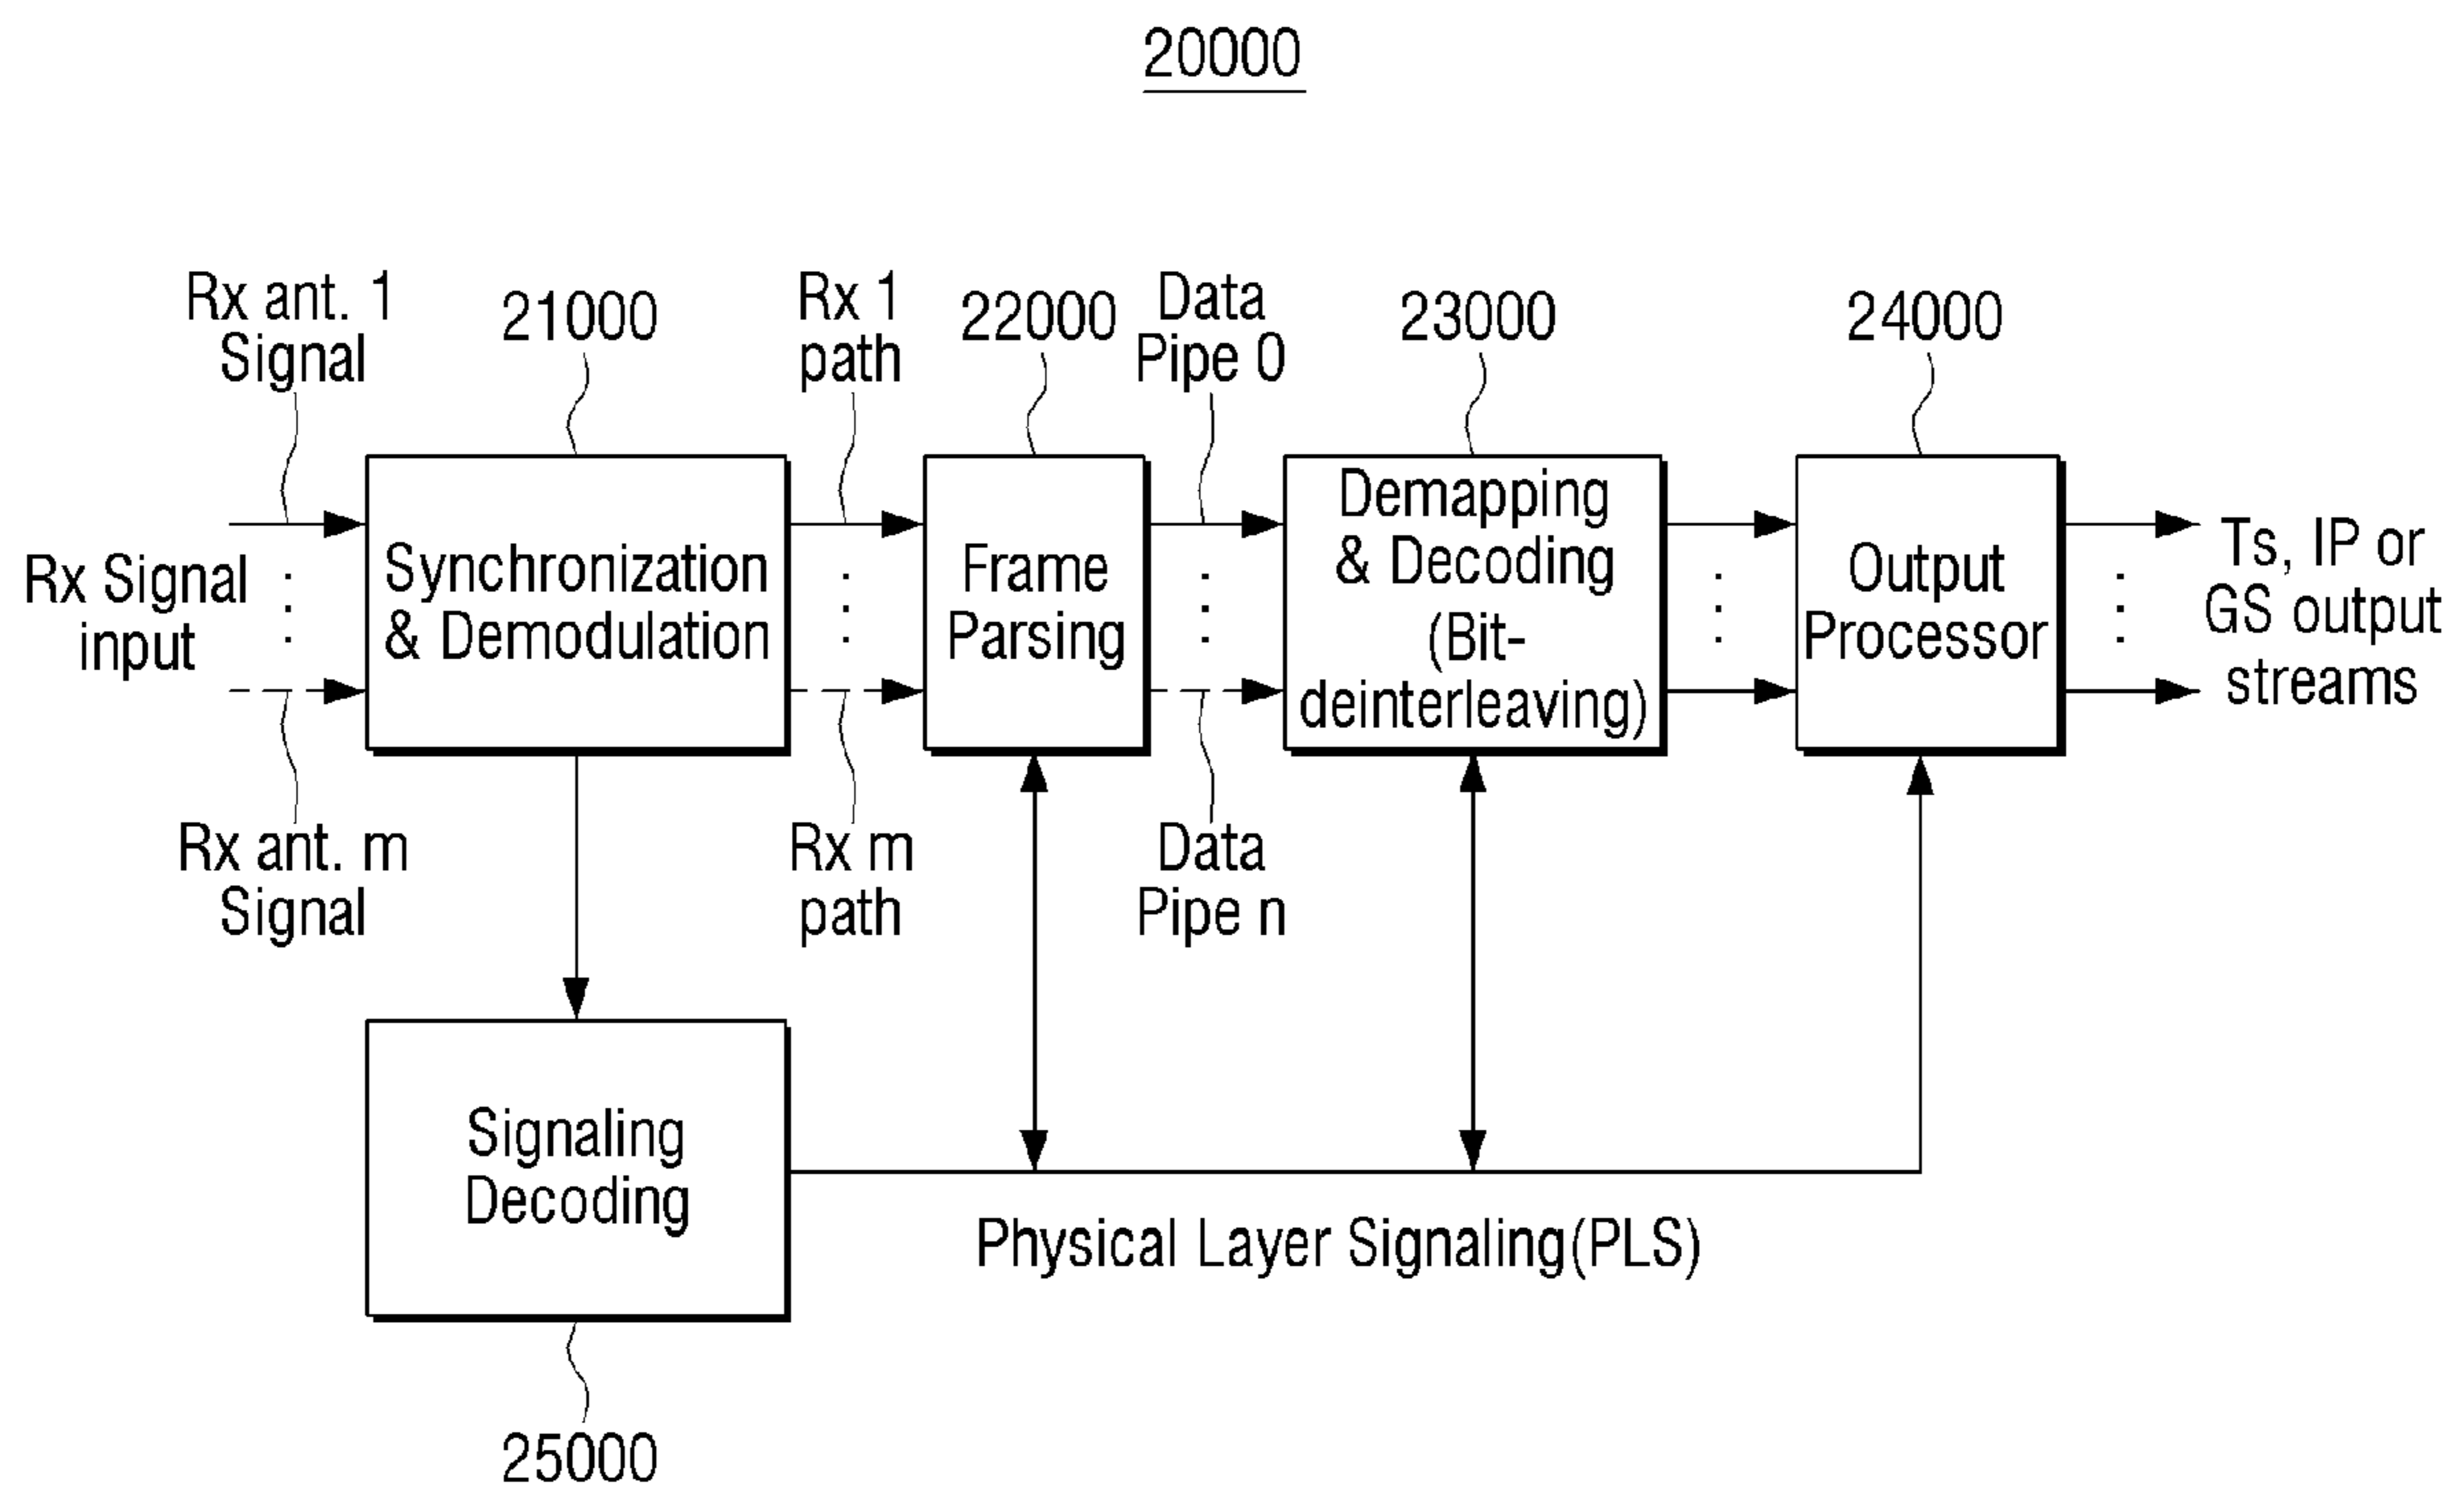 20000
Rx ant. 1
Signal
21000
Rx 1
path
22000
Data
Pipe 0
23000
24000
Rx Signal
input
Synchronization
& Demodulation
Frame
Parsing
Demapping
& Decoding
(Bit-
deinterleaving)
Output
Processor
Ts, IP or
GS output
streams
Rx ant. m
Signal
Rx m
path
Data
Pipe n
Signaling
Decoding
Physical Layer Signaling(PLS)
25000